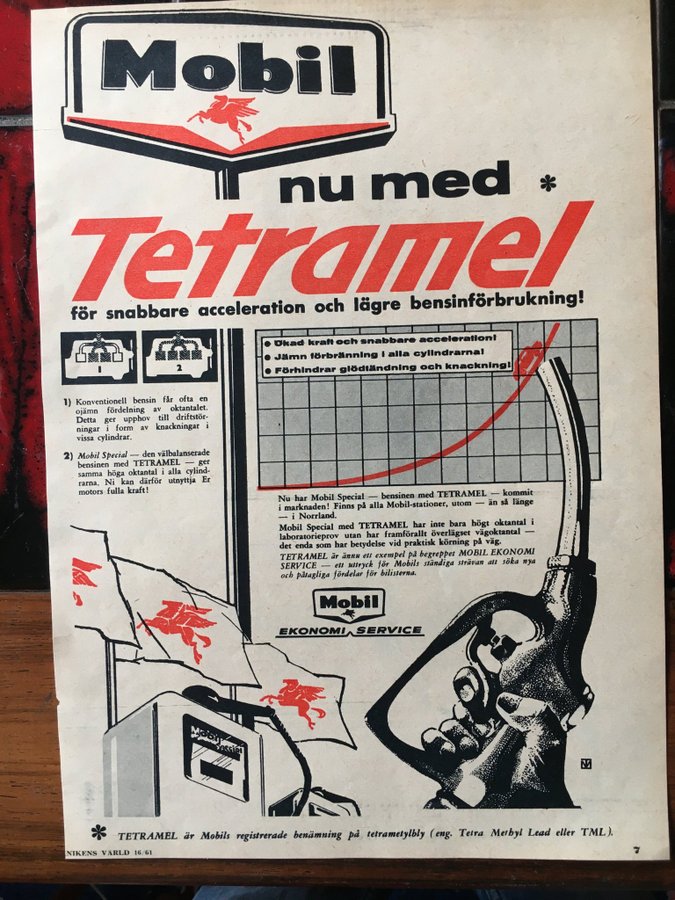 Mobil
nu med *
Tetramel
för snabbare acceleration och lägre bensinförbrukning!
1
2
● Ökad kraft och snabbare acceleration!
● Jämn förbränning i alla cylindrarna!
● Förhindrar glödtändning och knackning!
1) Konventionell bensin får ofta en
ojämn fördelning av oktantalet.
Detta ger upphov till driftstör-
ningar i form av knackningar i
vissa cylindrar.
2) Mobil Special — den välbalanserade
bensinen med TETRAMEL — ger
samma höga oktantal i alla cylind-
rarna. Ni kan därför utnyttja Er
motors fulla kraft!
Nu har Mobil Special — bensinen med TETRAMEL — kommit
i marknaden! Finns på alla Mobil-stationer, utom — än så länge
— i Norrland.
Mobil Special med TETRAMEL har inte bara högt oktantal i
laboratorieprov utan har framförallt överlägset vägoktantal —
det enda som har betydelse vid praktisk körning på väg.
TETRAMEL är ännu ett exempel på begreppet MOBIL EKONOMI
SERVICE — ett uttryck för Mobils ständiga strävan att söka nya
och påtagliga fördelar för bilisterna.
Mobil
EKONOMI SERVICE
Mobil
* TETRAMEL är Mobils registrerade benämning på tetrametylbly (eng. Tetra Methyl Lead eller TML).
NIKENS VÄRLD 16/61
7